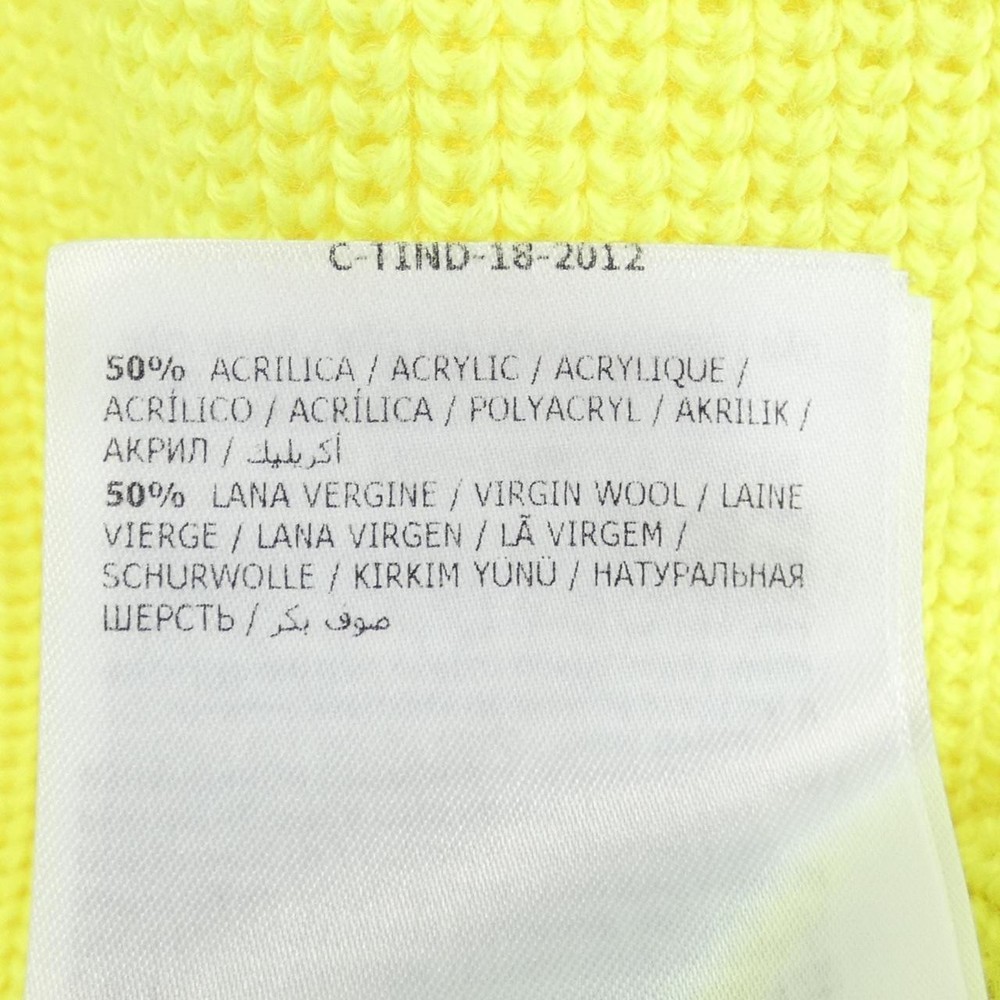 C-TIND-18-2012
50% ACRILICA / ACRYLIC / ACRYLIQUE /
ACRÍLICO / ACRÍLICA / POLYACRYL / AKRILIK /
АКРИЛ / أكريليك
50% LANA VERGINE / VIRGIN WOOL / LAINE
VIERGE / LANA VIRGEN / LÃ VIRGEM /
SCHURWOLLE / KIRKIM YÜNÜ / НАТУРАЛЬНАЯ
ШЕРСТЬ / صوف بكر